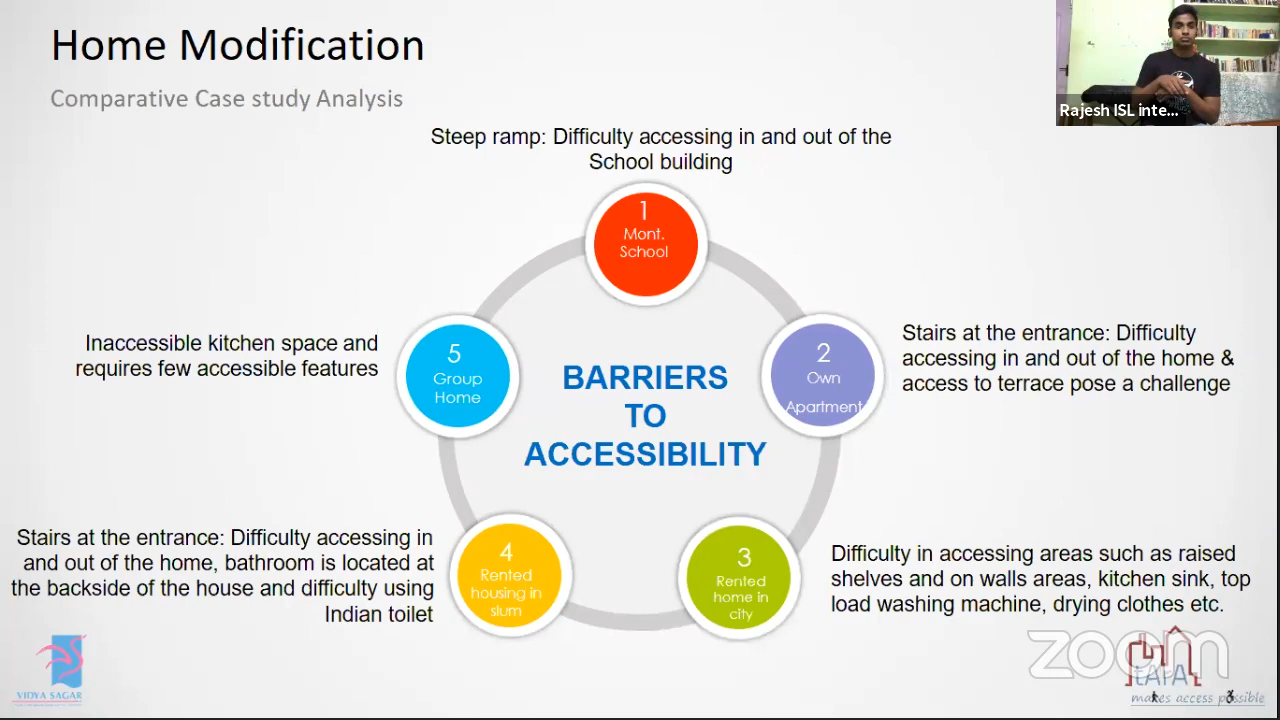 Home Modification
Comparative Case study Analysis
Rajesh ISL inte...
Steep ramp: Difficulty accessing in and out of the
School building
1
Mont.
School
Inaccessible kitchen space and
requires few accessible features
5
Group
Home
BARRIERS
TO
ACCESSIBILITY
2
Own
Apartment
Stairs at the entrance: Difficulty
accessing in and out of the home &
access to terrace pose a challenge
Stairs at the entrance: Difficulty accessing in
and out of the home, bathroom is located at
the backside of the house and difficulty using
Indian toilet
4
Rented
housing in
slum
3
Rented
home in
city
Difficulty in accessing areas such as raised
shelves and on walls areas, kitchen sink, top
load washing machine, drying clothes etc.
VIDYA SAGAR
zoom
tArA
makes access possible